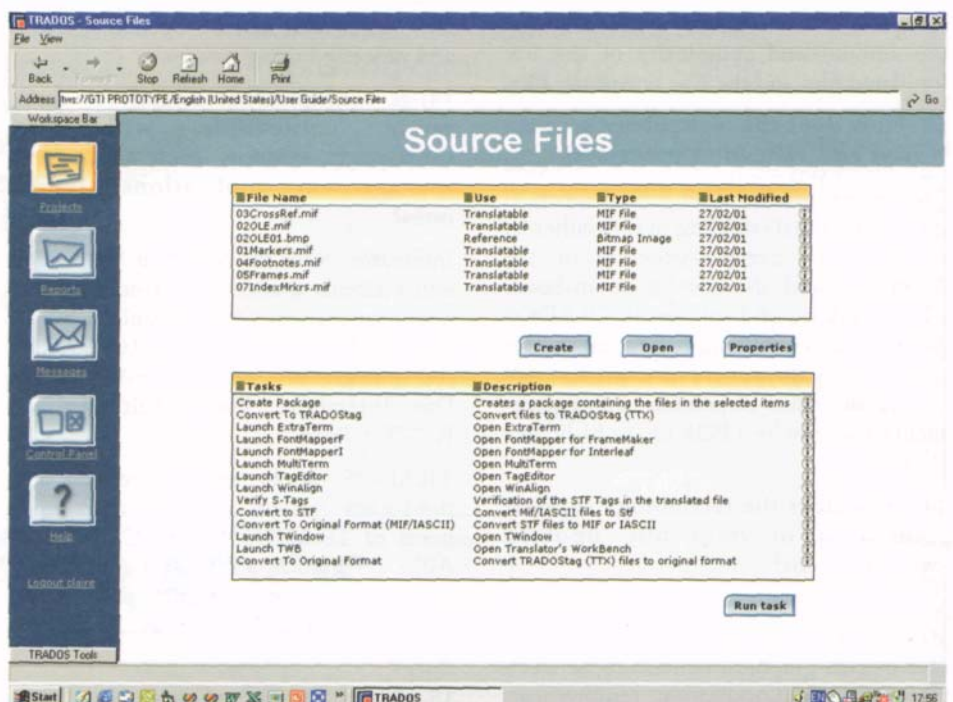 TRADOS - Source Files
File View
Back Forward Stop Refresh Home Print
Address tws://GTI PROTOTYPE/English (United States)/User Guide/Source Files Go
Workspace Bar
Source Files
Projects
Reports
Messages
Control Panel
Help
Logout claire
TRADOS Tools
File Name Use Type Last Modified
03CrossRef.mif Translatable MIF File 27/02/01
02OLE.mif Translatable MIF File 27/02/01
02OLE01.bmp Reference Bitmap Image 27/02/01
01Markers.mif Translatable MIF File 27/02/01
04Footnotes.mif Translatable MIF File 27/02/01
05Frames.mif Translatable MIF File 27/02/01
07IndexMrkrs.mif Translatable MIF File 27/02/01
Create Open Properties
Tasks Description
Create Package Creates a package containing the files in the selected items
Convert To TRADOStag Convert files to TRADOStag (TTX)
Launch ExtraTerm Open ExtraTerm
Launch FontMapperF Open FontMapper for FrameMaker
Launch FontMapperI Open FontMapper for Interleaf
Launch MultiTerm Open MultiTerm
Launch TagEditor Open TagEditor
Launch WinAlign Open WinAlign
Verify S-Tags Verification of the STF Tags in the translated file
Convert to STF Convert Mif/IASCII files to Stf
Convert To Original Format (MIF/IASCII) Convert STF files to MIF or IASCII
Launch TWindow Open TWindow
Launch TWB Open Translator's WorkBench
Convert To Original Format Convert TRADOStag (TTX) files to original format
Run task
Start TRADOS EN 17:56